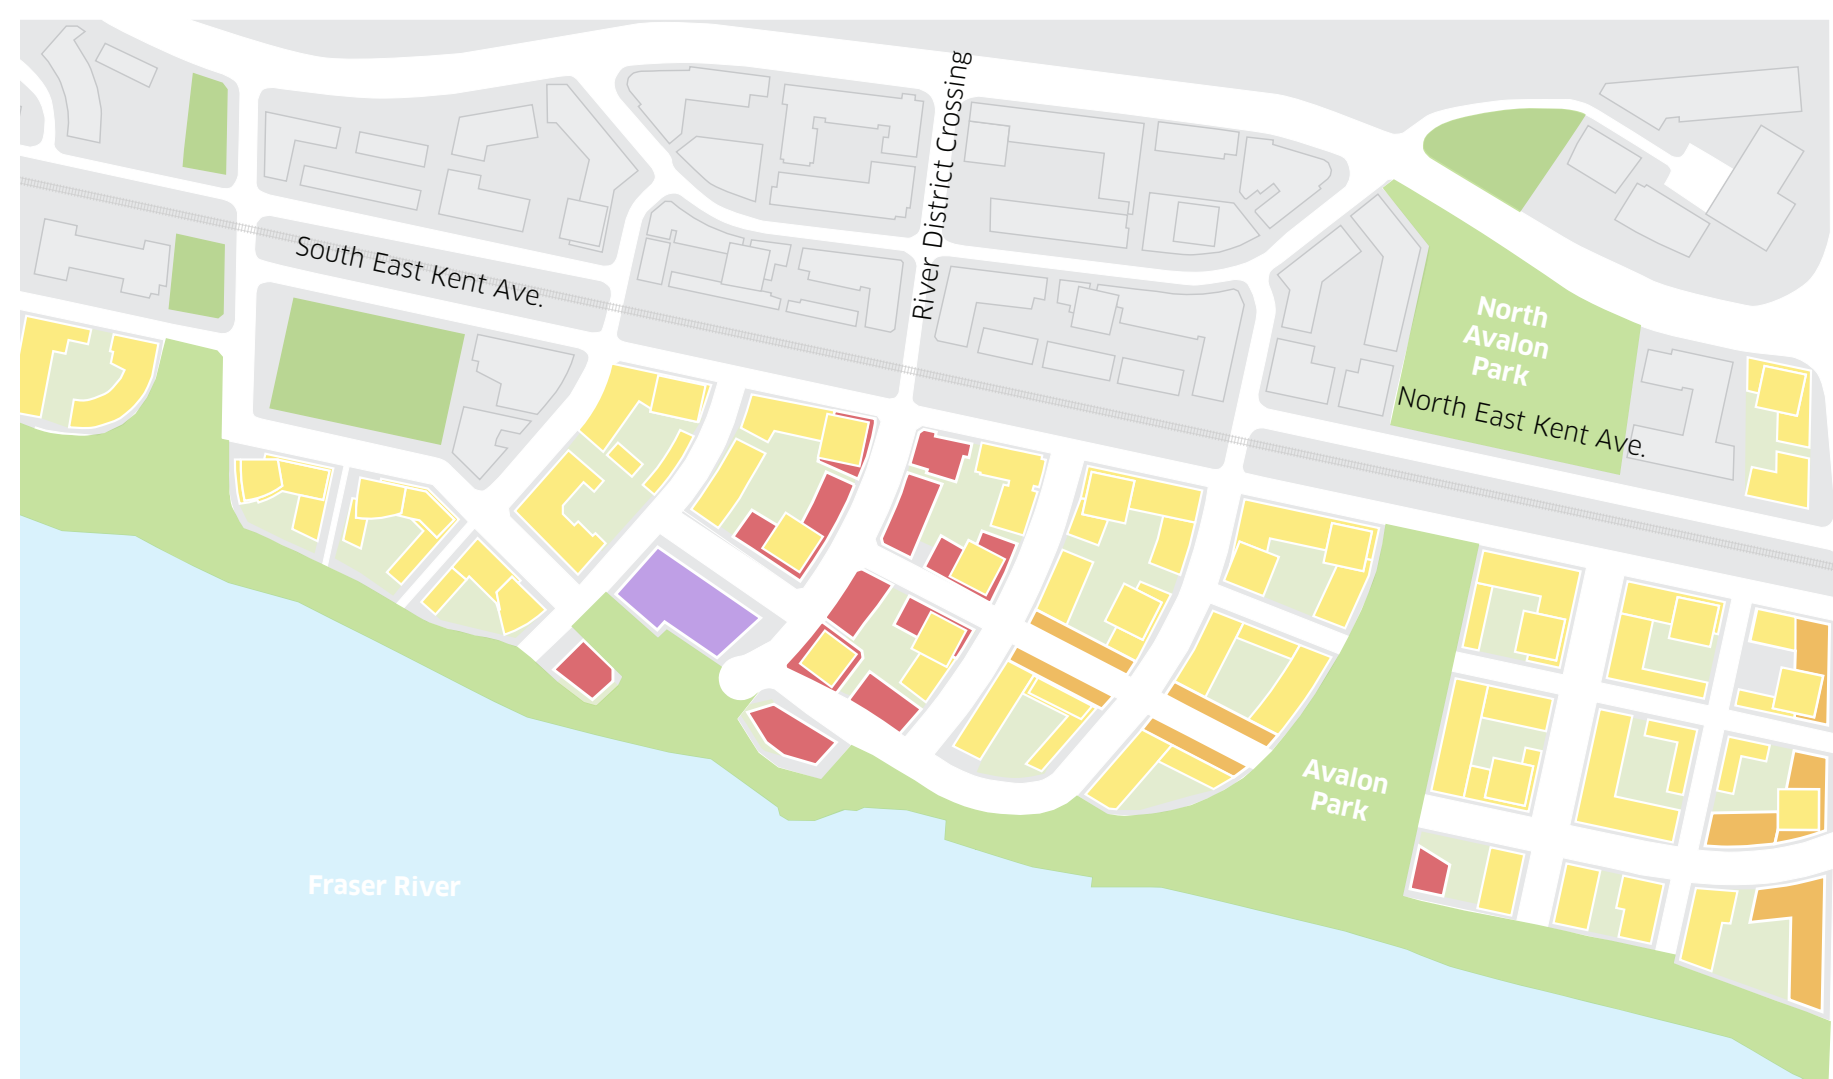 River District Crossing
South East Kent Ave.
North
Avalon
Park
North East Kent Ave.
Avalon
Park
Fraser River